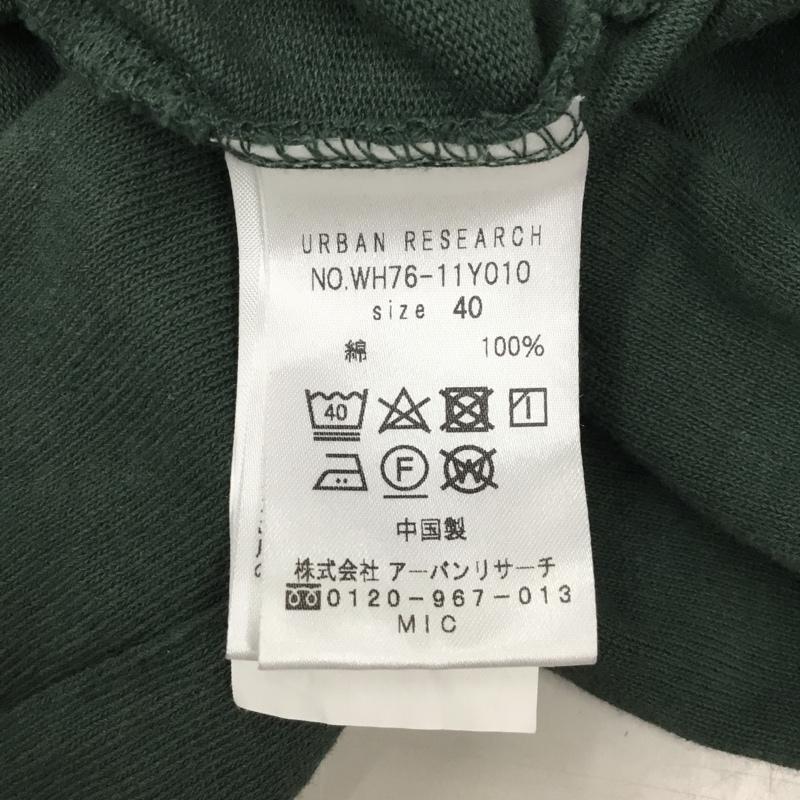 URBAN RESEARCH
NO.WH76-11Y010
size 40
綿 100%
40
F W
中国製
株式会社 アーバンリサーチ
0120-967-013
MIC